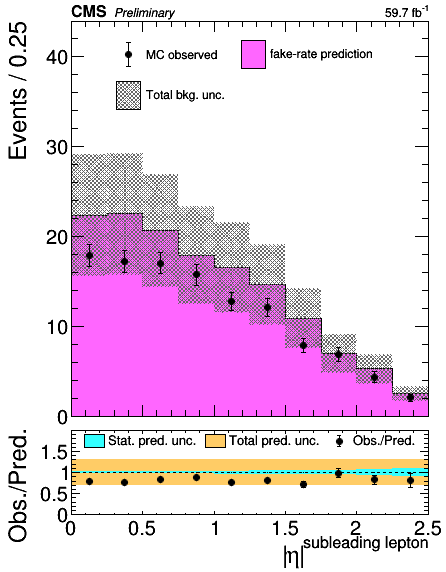 CMS Preliminary 59.7 fb⁻¹
MC observed fake-rate prediction
Total bkg. unc.
Events / 0.25
40
30
20
10
0
Stat. pred. unc. Total pred. unc. Obs./Pred.
Obs./Pred.
1.5
1
0.5
0
0 0.5 1 1.5 2 2.5
|η|subleading lepton